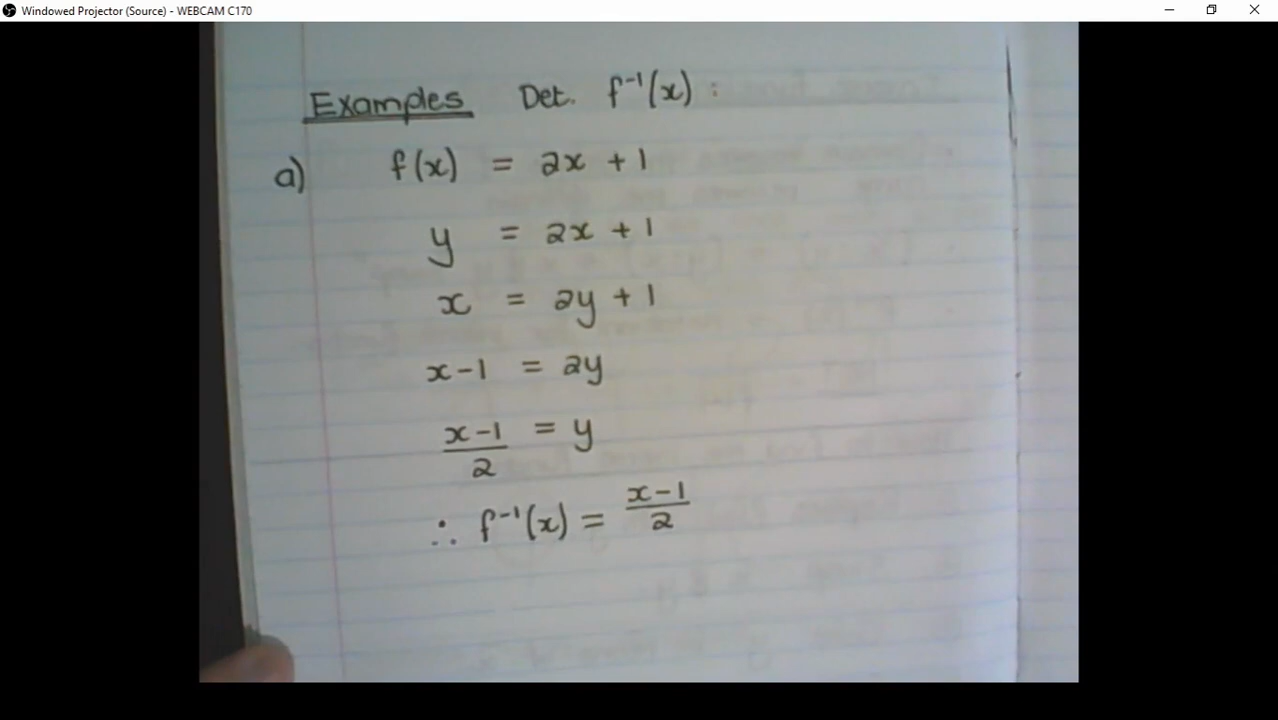 Windowed Projector (Source) - WEBCAM C170
Examples Det. f⁻¹(x) :
a) f(x) = 2x + 1
y = 2x + 1
x = 2y + 1
x-1 = 2y
x-1/2 = y
∴ f⁻¹(x) = x-1/2